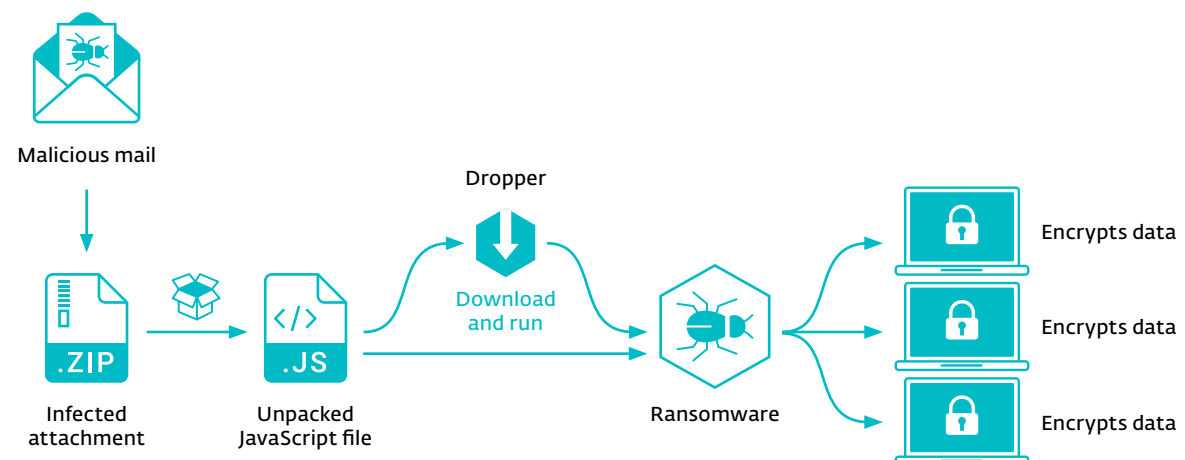 Malicious mail
Dropper
Encrypts data
Download
and run
</>
.ZIP
.JS
Encrypts data
Infected
attachment
Unpacked
JavaScript file
Ransomware
Encrypts data